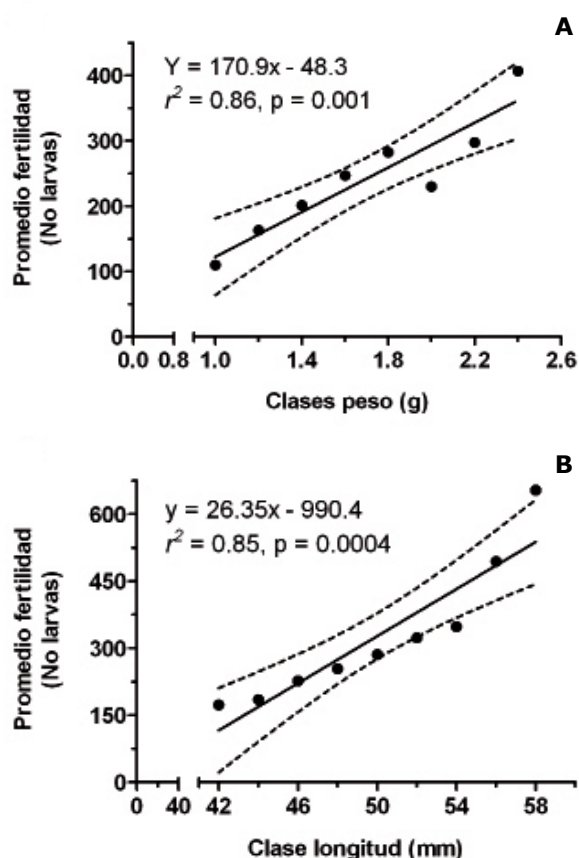 A
Y = 170.9x - 48.3
r² = 0.86, p = 0.001
Promedio fertilidad
(No larvas)
400
300
200
100
0
0.0 0.8 1.0 1.4 1.8 2.2 2.6
Clases peso (g)
B
y = 26.35x - 990.4
r² = 0.85, p = 0.0004
Promedio fertilidad
(No larvas)
600
450
300
150
0
0 40 42 46 50 54 58
Clase longitud (mm)